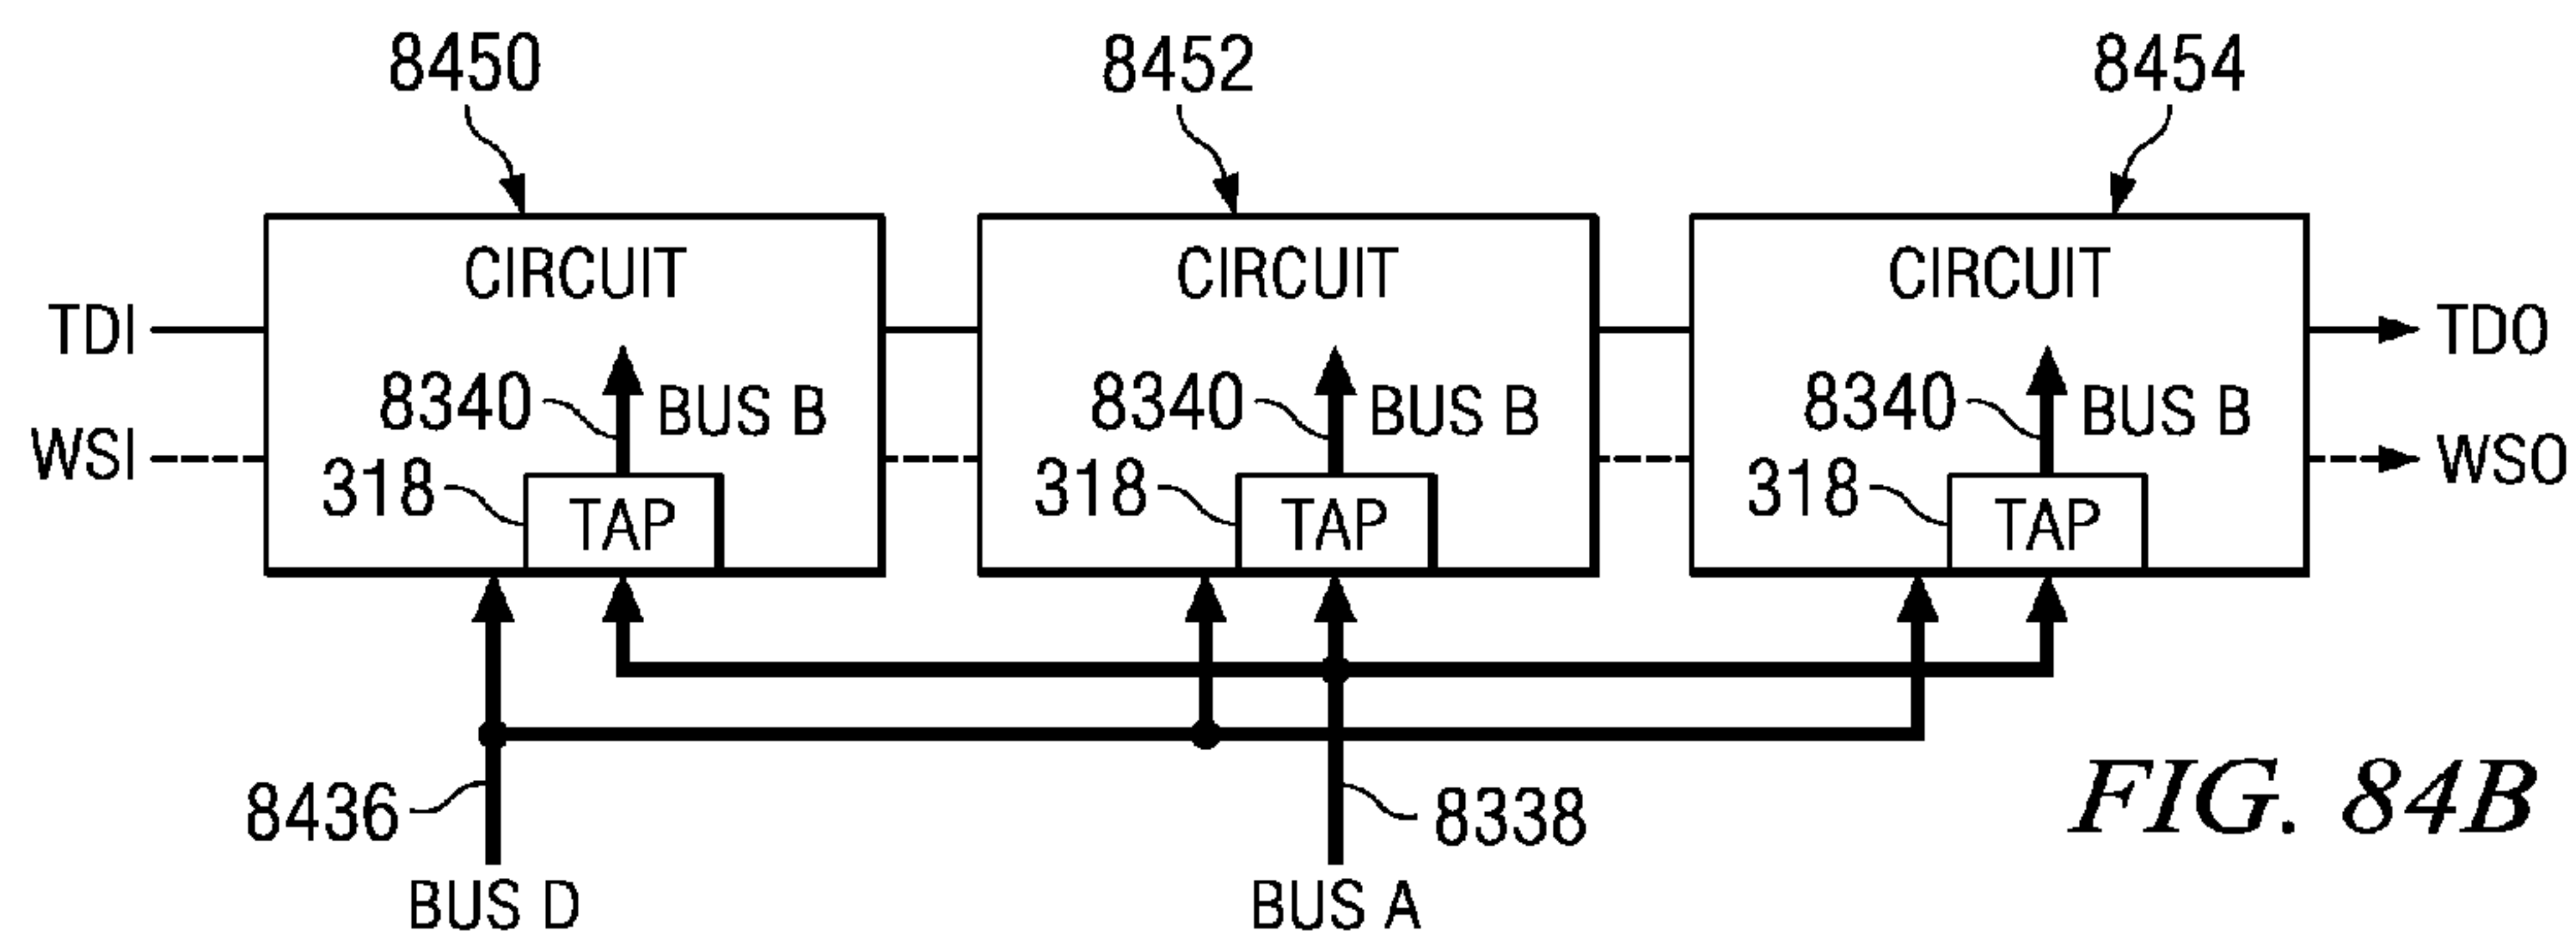 8450 8452 8454
CIRCUIT CIRCUIT CIRCUIT
TDI TDO
8340 BUS B 8340 BUS B 8340 BUS B
WSI WSO
318 TAP 318 TAP 318 TAP
8436 8338
BUS D BUS A
FIG. 84B